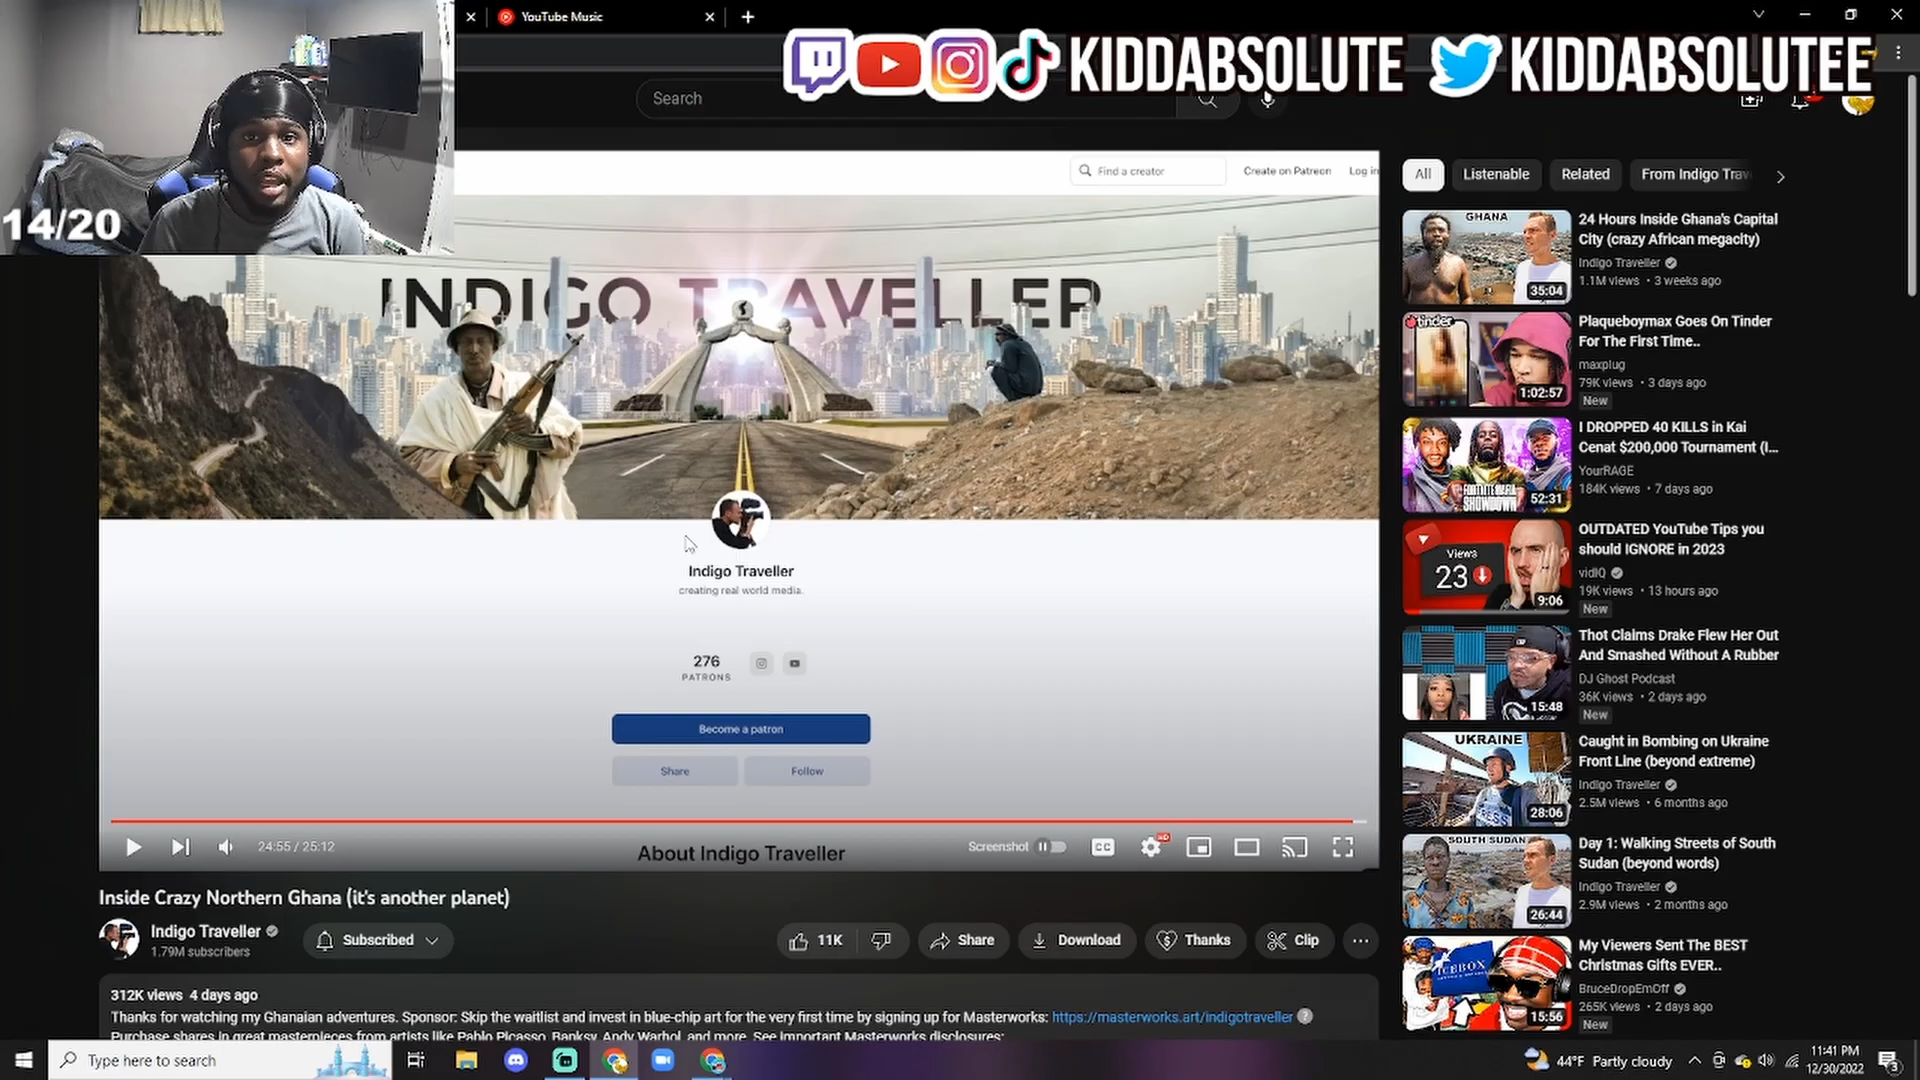 YouTube Music
KIDDABSOLUTE
KIDDABSOLUTEE
Search
14/20
Find a creator
Create on Patreon
Log in
INDIGO TRAVELLER
Indigo Traveller
creating real world media.
276
PATRONS
Become a patron
Share
Follow
24:55 / 25:12
Screenshot
CC
HD
About Indigo Traveller
Inside Crazy Northern Ghana (it's another planet)
Indigo Traveller
1.79M subscribers
Subscribed
11K
Share
Download
Thanks
Clip
312K views 4 days ago
Thanks for watching my Ghanaian adventures. Sponsor: Skip the waitlist and invest in blue-chip art for the very first time by signing up for Masterworks: https://masterworks.art/indigotraveller
Purchase shares in great masterpieces from artists like Pablo Picasso, Banksy, Andy Warhol, and more. See important Masterworks disclosures:
All
Listenable
Related
From Indigo Trav
GHANA
35:04
24 Hours Inside Ghana's Capital
City (crazy African megacity)
Indigo Traveller
1.1M views • 3 weeks ago
tinder
1:02:57
Plaqueboymax Goes On Tinder
For The First Time..
maxplug
79K views • 3 days ago
New
FORTNITE MAFIA
SHOWDOWN
52:31
I DROPPED 40 KILLS in Kai
Cenat $200,000 Tournament (I...
YourRAGE
184K views • 7 days ago
Views
23
9:06
OUTDATED YouTube Tips you
should IGNORE in 2023
vidIQ
19K views • 13 hours ago
New
15:48
Thot Claims Drake Flew Her Out
And Smashed Without A Rubber
DJ Ghost Podcast
36K views • 2 days ago
New
UKRAINE
PRESS
28:06
Caught in Bombing on Ukraine
Front Line (beyond extreme)
Indigo Traveller
2.5M views • 6 months ago
SOUTH SUDAN
26:44
Day 1: Walking Streets of South
Sudan (beyond words)
Indigo Traveller
2.9M views • 2 months ago
ICEBOX
15:56
My Viewers Sent The BEST
Christmas Gifts EVER..
BruceDropEmOff
265K views • 2 days ago
New
Type here to search
44°F Partly cloudy
11:41 PM
12/30/2022
3